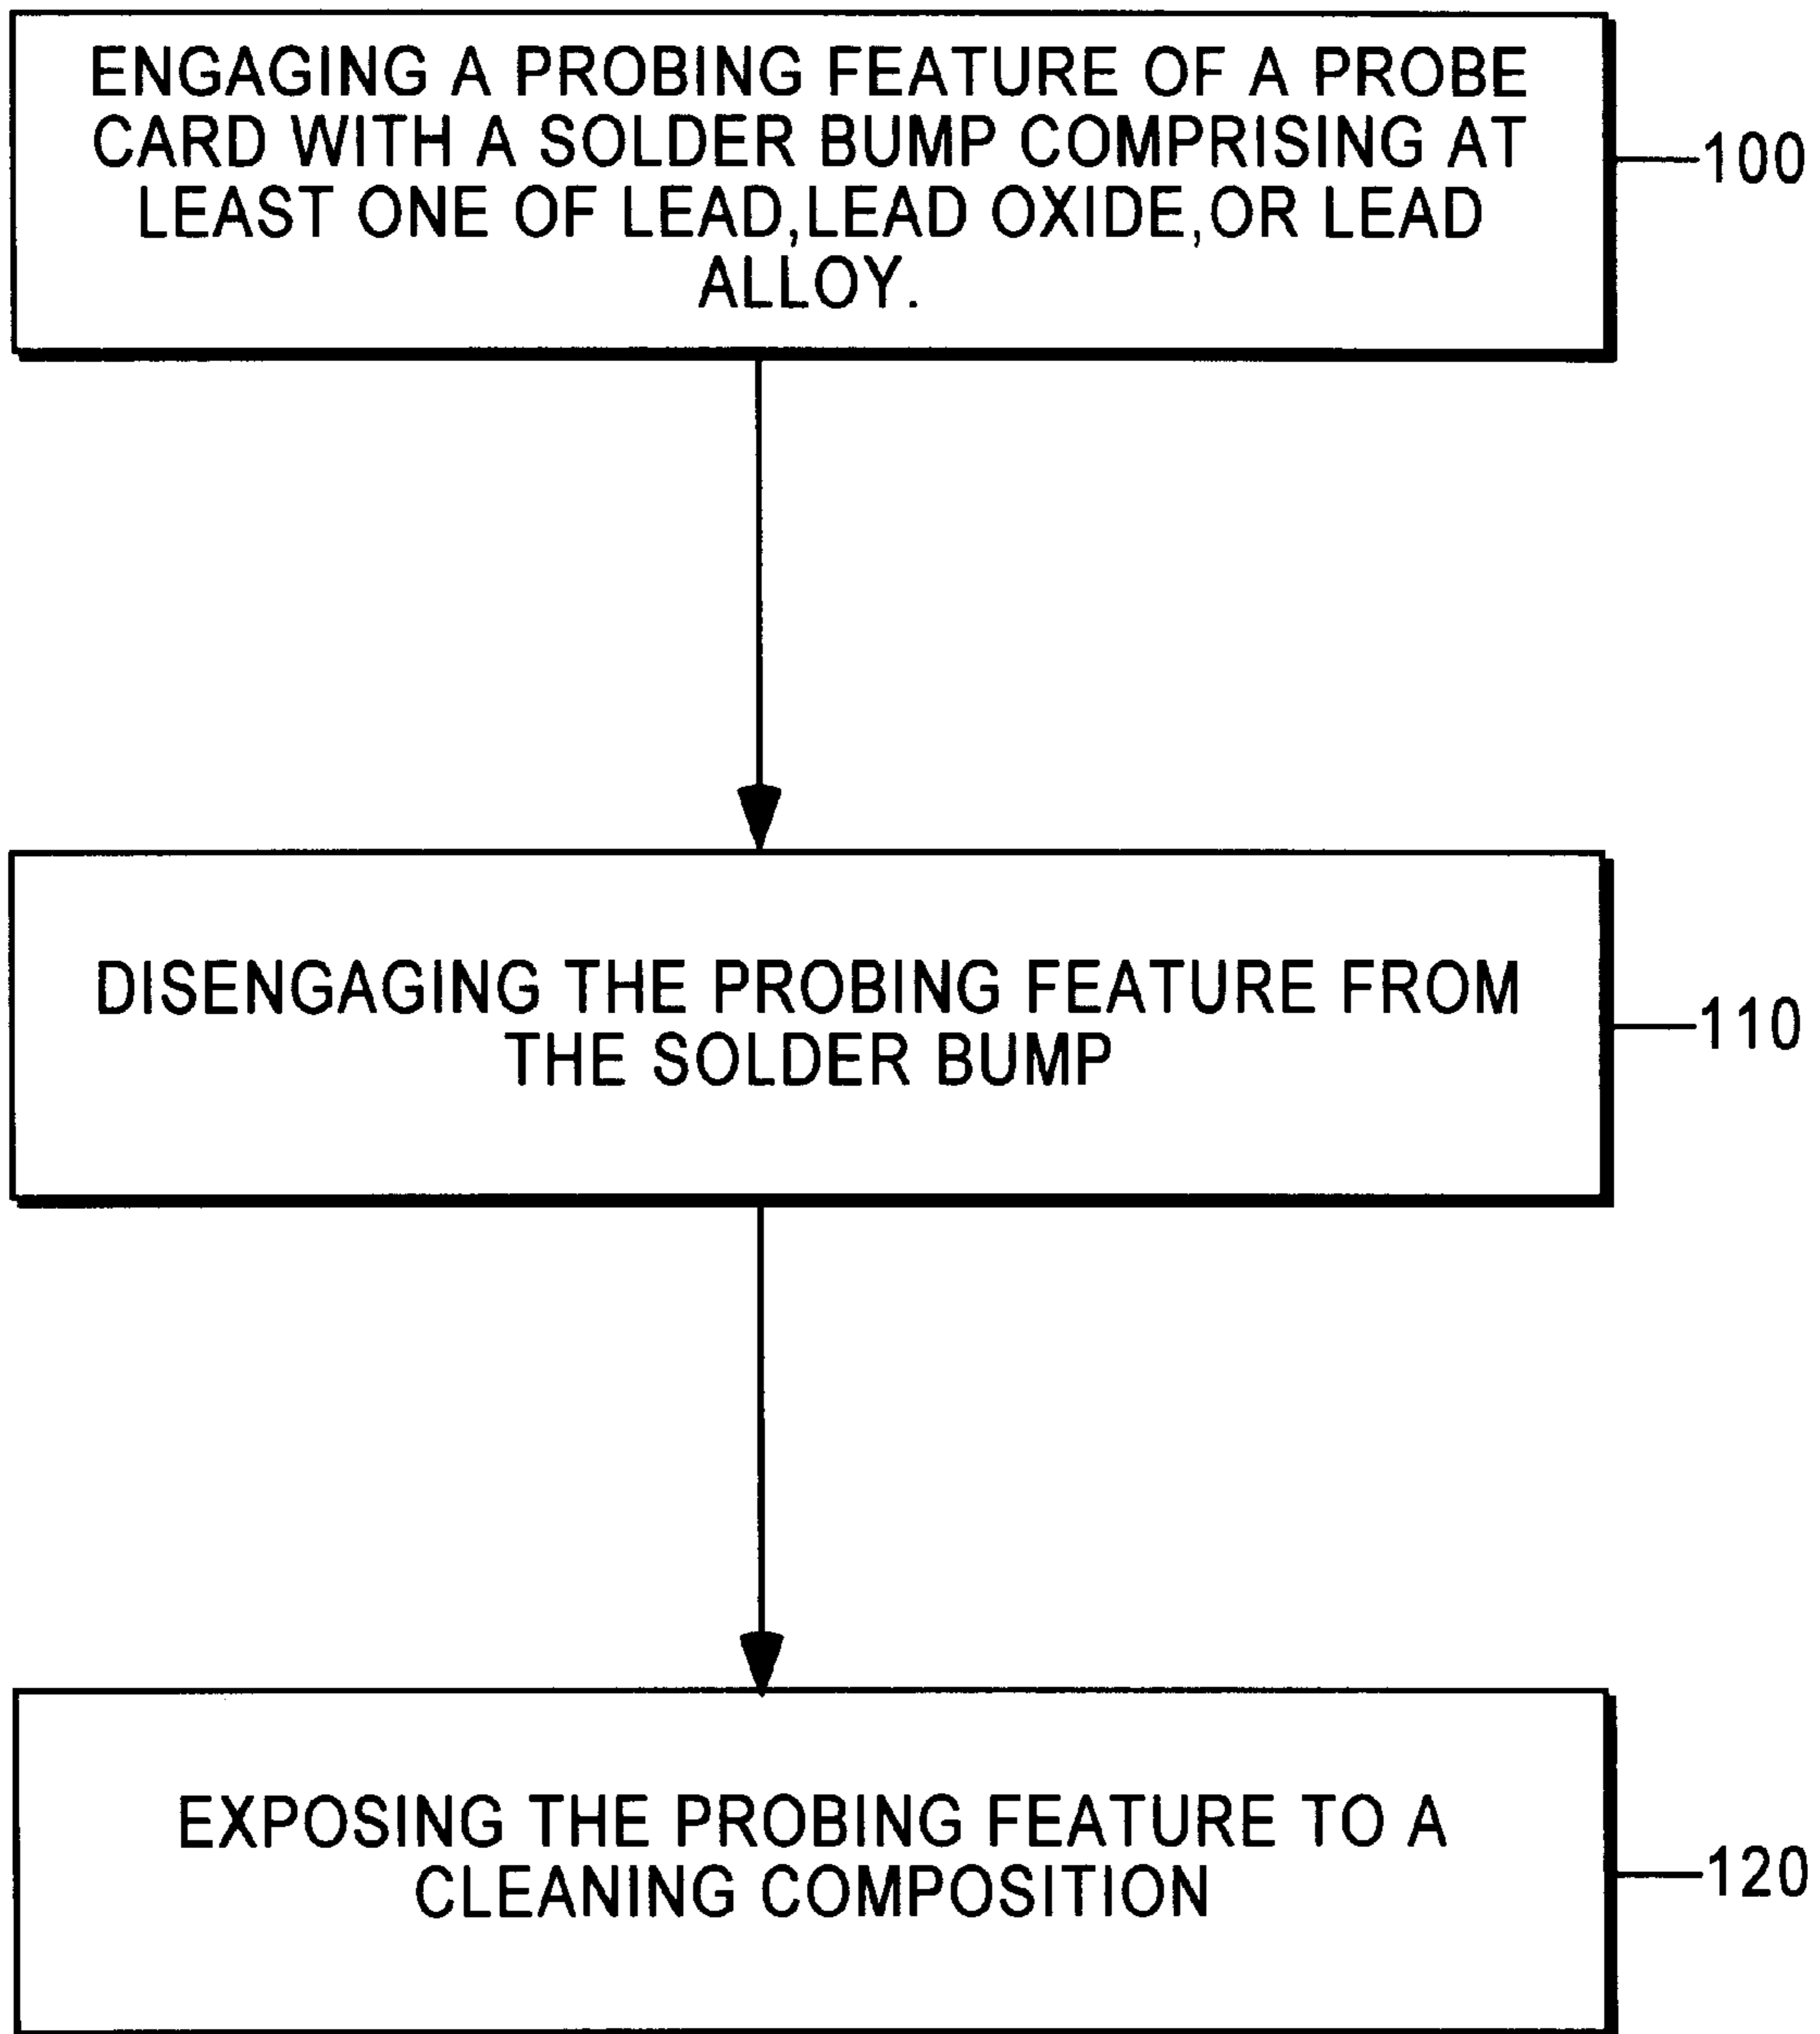 ENGAGING A PROBING FEATURE OF A PROBE
CARD WITH A SOLDER BUMP COMPRISING AT
LEAST ONE OF LEAD,LEAD OXIDE,OR LEAD
ALLOY.
100
DISENGAGING THE PROBING FEATURE FROM
THE SOLDER BUMP
110
EXPOSING THE PROBING FEATURE TO A
CLEANING COMPOSITION
120